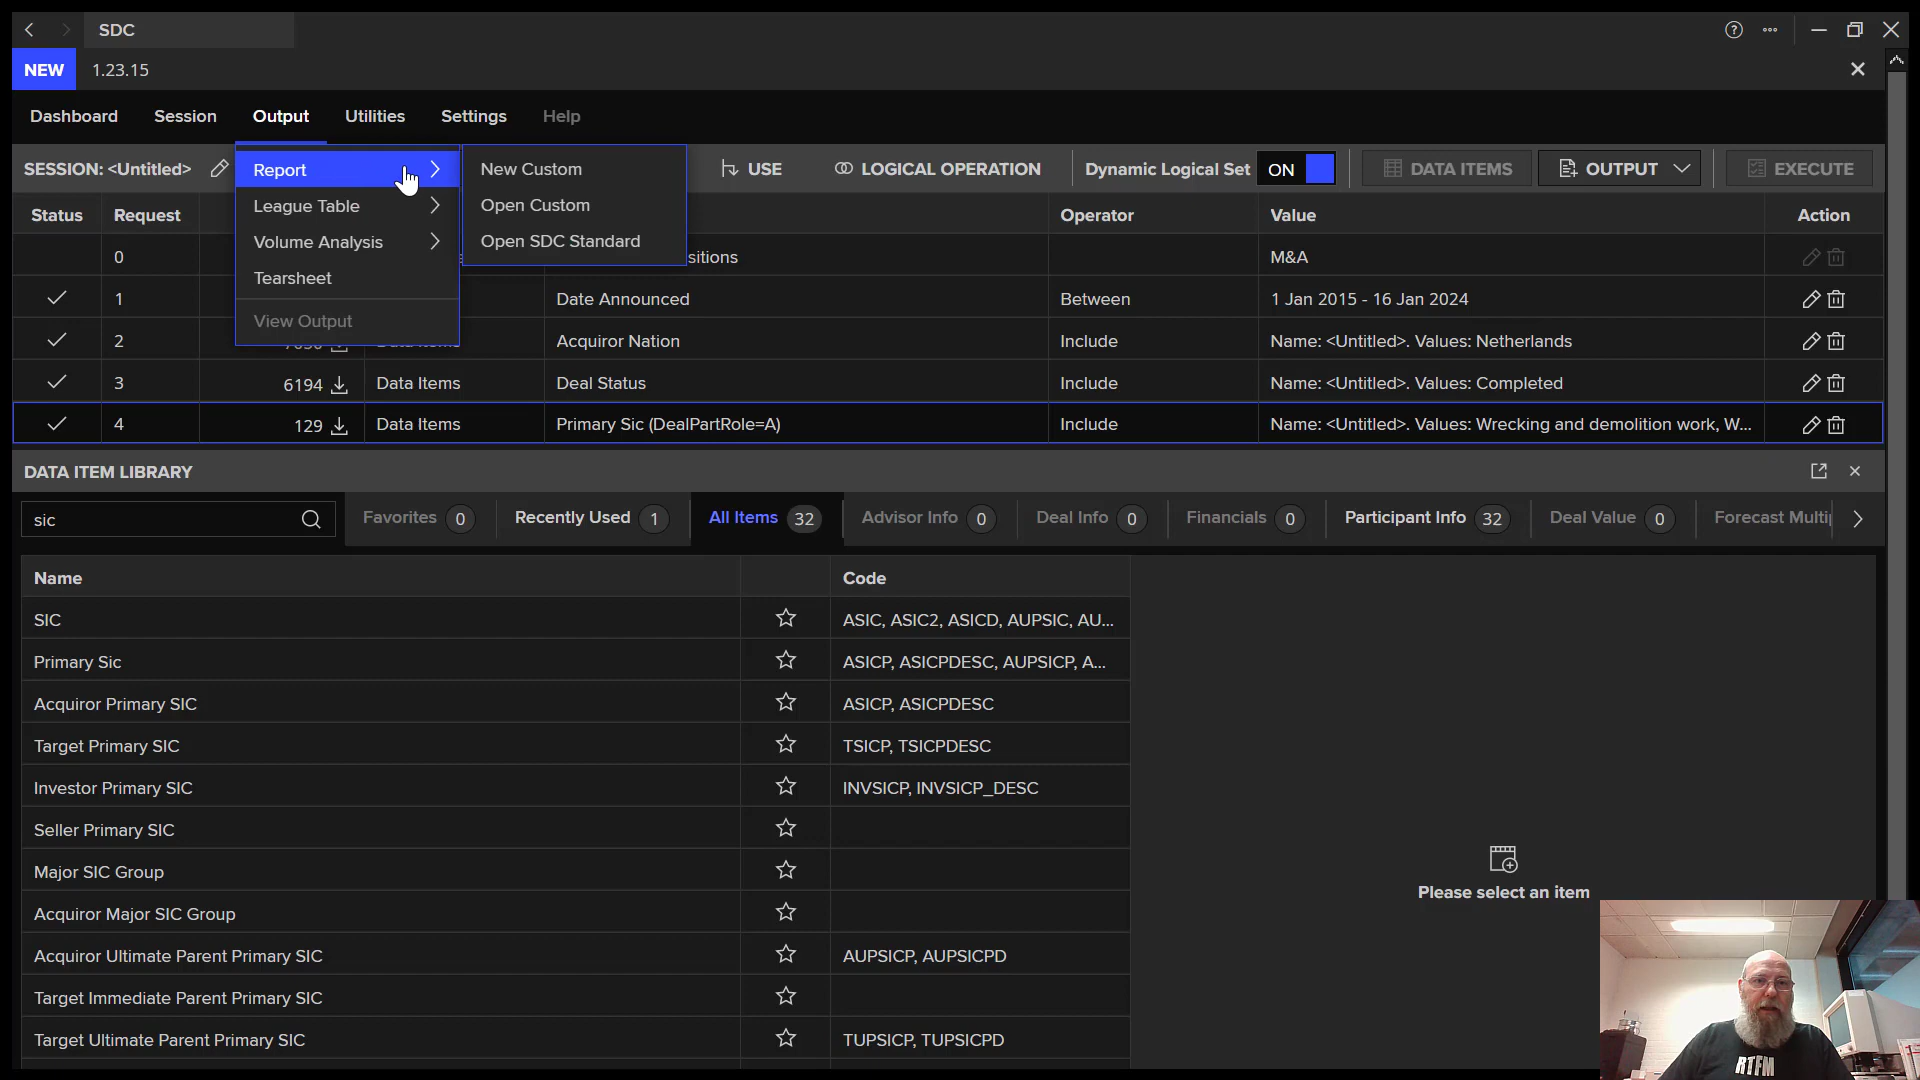 SDC
NEW 1.23.15
Dashboard Session Output Utilities Settings Help
SESSION: <Untitled> USE LOGICAL OPERATION Dynamic Logical Set ON DATA ITEMS OUTPUT EXECUTE
Report
League Table
Volume Analysis
Tearsheet
View Output
New Custom
Open Custom
Open SDC Standard
Status Request Operator Value Action
0 sitions M&A
1 Date Announced Between 1 Jan 2015 - 16 Jan 2024
2 Acquiror Nation Include Name: <Untitled>. Values: Netherlands
3 6194 Data Items Deal Status Include Name: <Untitled>. Values: Completed
4 129 Data Items Primary Sic (DealPartRole=A) Include Name: <Untitled>. Values: Wrecking and demolition work, W...
DATA ITEM LIBRARY
sic Favorites 0 Recently Used 1 All Items 32 Advisor Info 0 Deal Info 0 Financials 0 Participant Info 32 Deal Value 0 Forecast Multi
Name Code
SIC ASIC, ASIC2, ASICD, AUPSIC, AU...
Primary Sic ASICP, ASICPDESC, AUPSICP, A...
Acquiror Primary SIC ASICP, ASICPDESC
Target Primary SIC TSICP, TSICPDESC
Investor Primary SIC INVSICP, INVSICP_DESC
Seller Primary SIC
Major SIC Group
Acquiror Major SIC Group
Acquiror Ultimate Parent Primary SIC AUPSICP, AUPSICPD
Target Immediate Parent Primary SIC
Target Ultimate Parent Primary SIC TUPSICP, TUPSICPD
Please select an item
RTFM